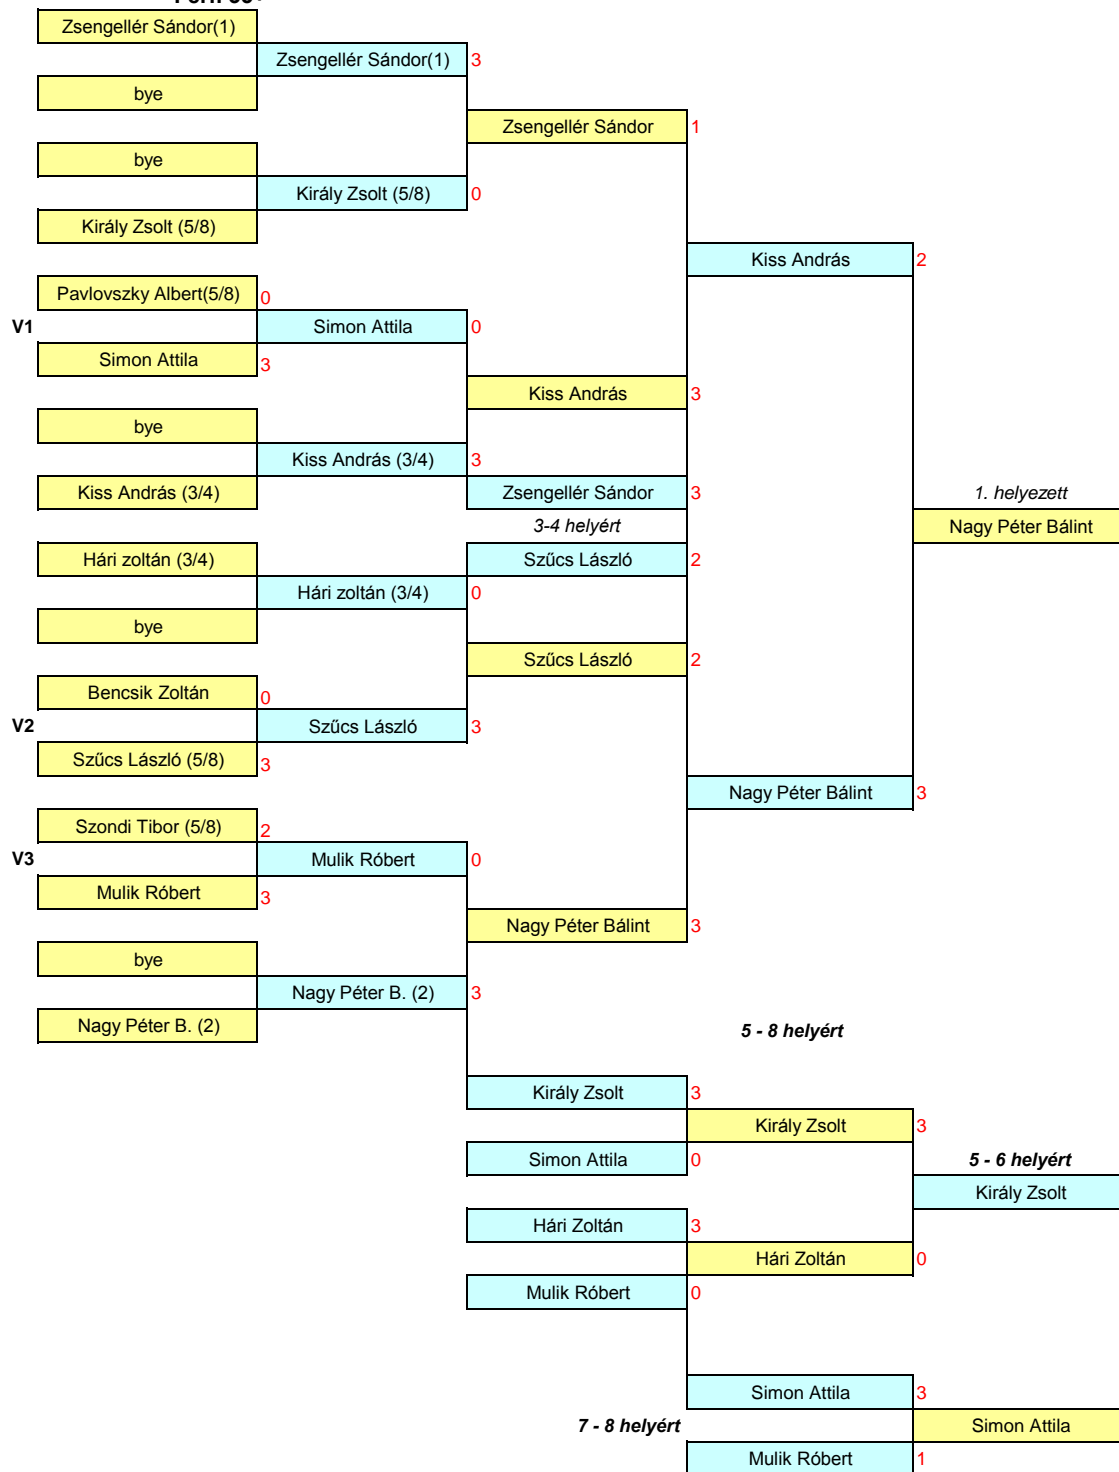 Zsengellér Sándor(1)
Zsengellér Sándor(1) 3
bye
Zsengellér Sándor 1
bye
Király Zsolt (5/8) 0
Király Zsolt (5/8)
Kiss András 2
Pavlovszky Albert(5/8) 0
V1 Simon Attila 0
Simon Attila 3
Kiss András 3
bye
Kiss András (3/4) 3
Kiss András (3/4) Zsengellér Sándor 3 1. helyezett
3-4 helyért Nagy Péter Bálint
Hári zoltán (3/4) Szűcs László 2
Hári zoltán (3/4) 0
bye
Szűcs László 2
Bencsik Zoltán 0
V2 Szűcs László 3
Szűcs László (5/8) 3
Nagy Péter Bálint 3
Szondi Tibor (5/8) 2
V3 Mulik Róbert 0
Mulik Róbert 3
Nagy Péter Bálint 3
bye
Nagy Péter B. (2) 3
Nagy Péter B. (2)
5 - 8 helyért
Király Zsolt 3
Király Zsolt 3
Simon Attila 0 5 - 6 helyért
Király Zsolt
Hári Zoltán 3
Hári Zoltán 0
Mulik Róbert 0
Simon Attila 3
7 - 8 helyért Simon Attila
Mulik Róbert 1